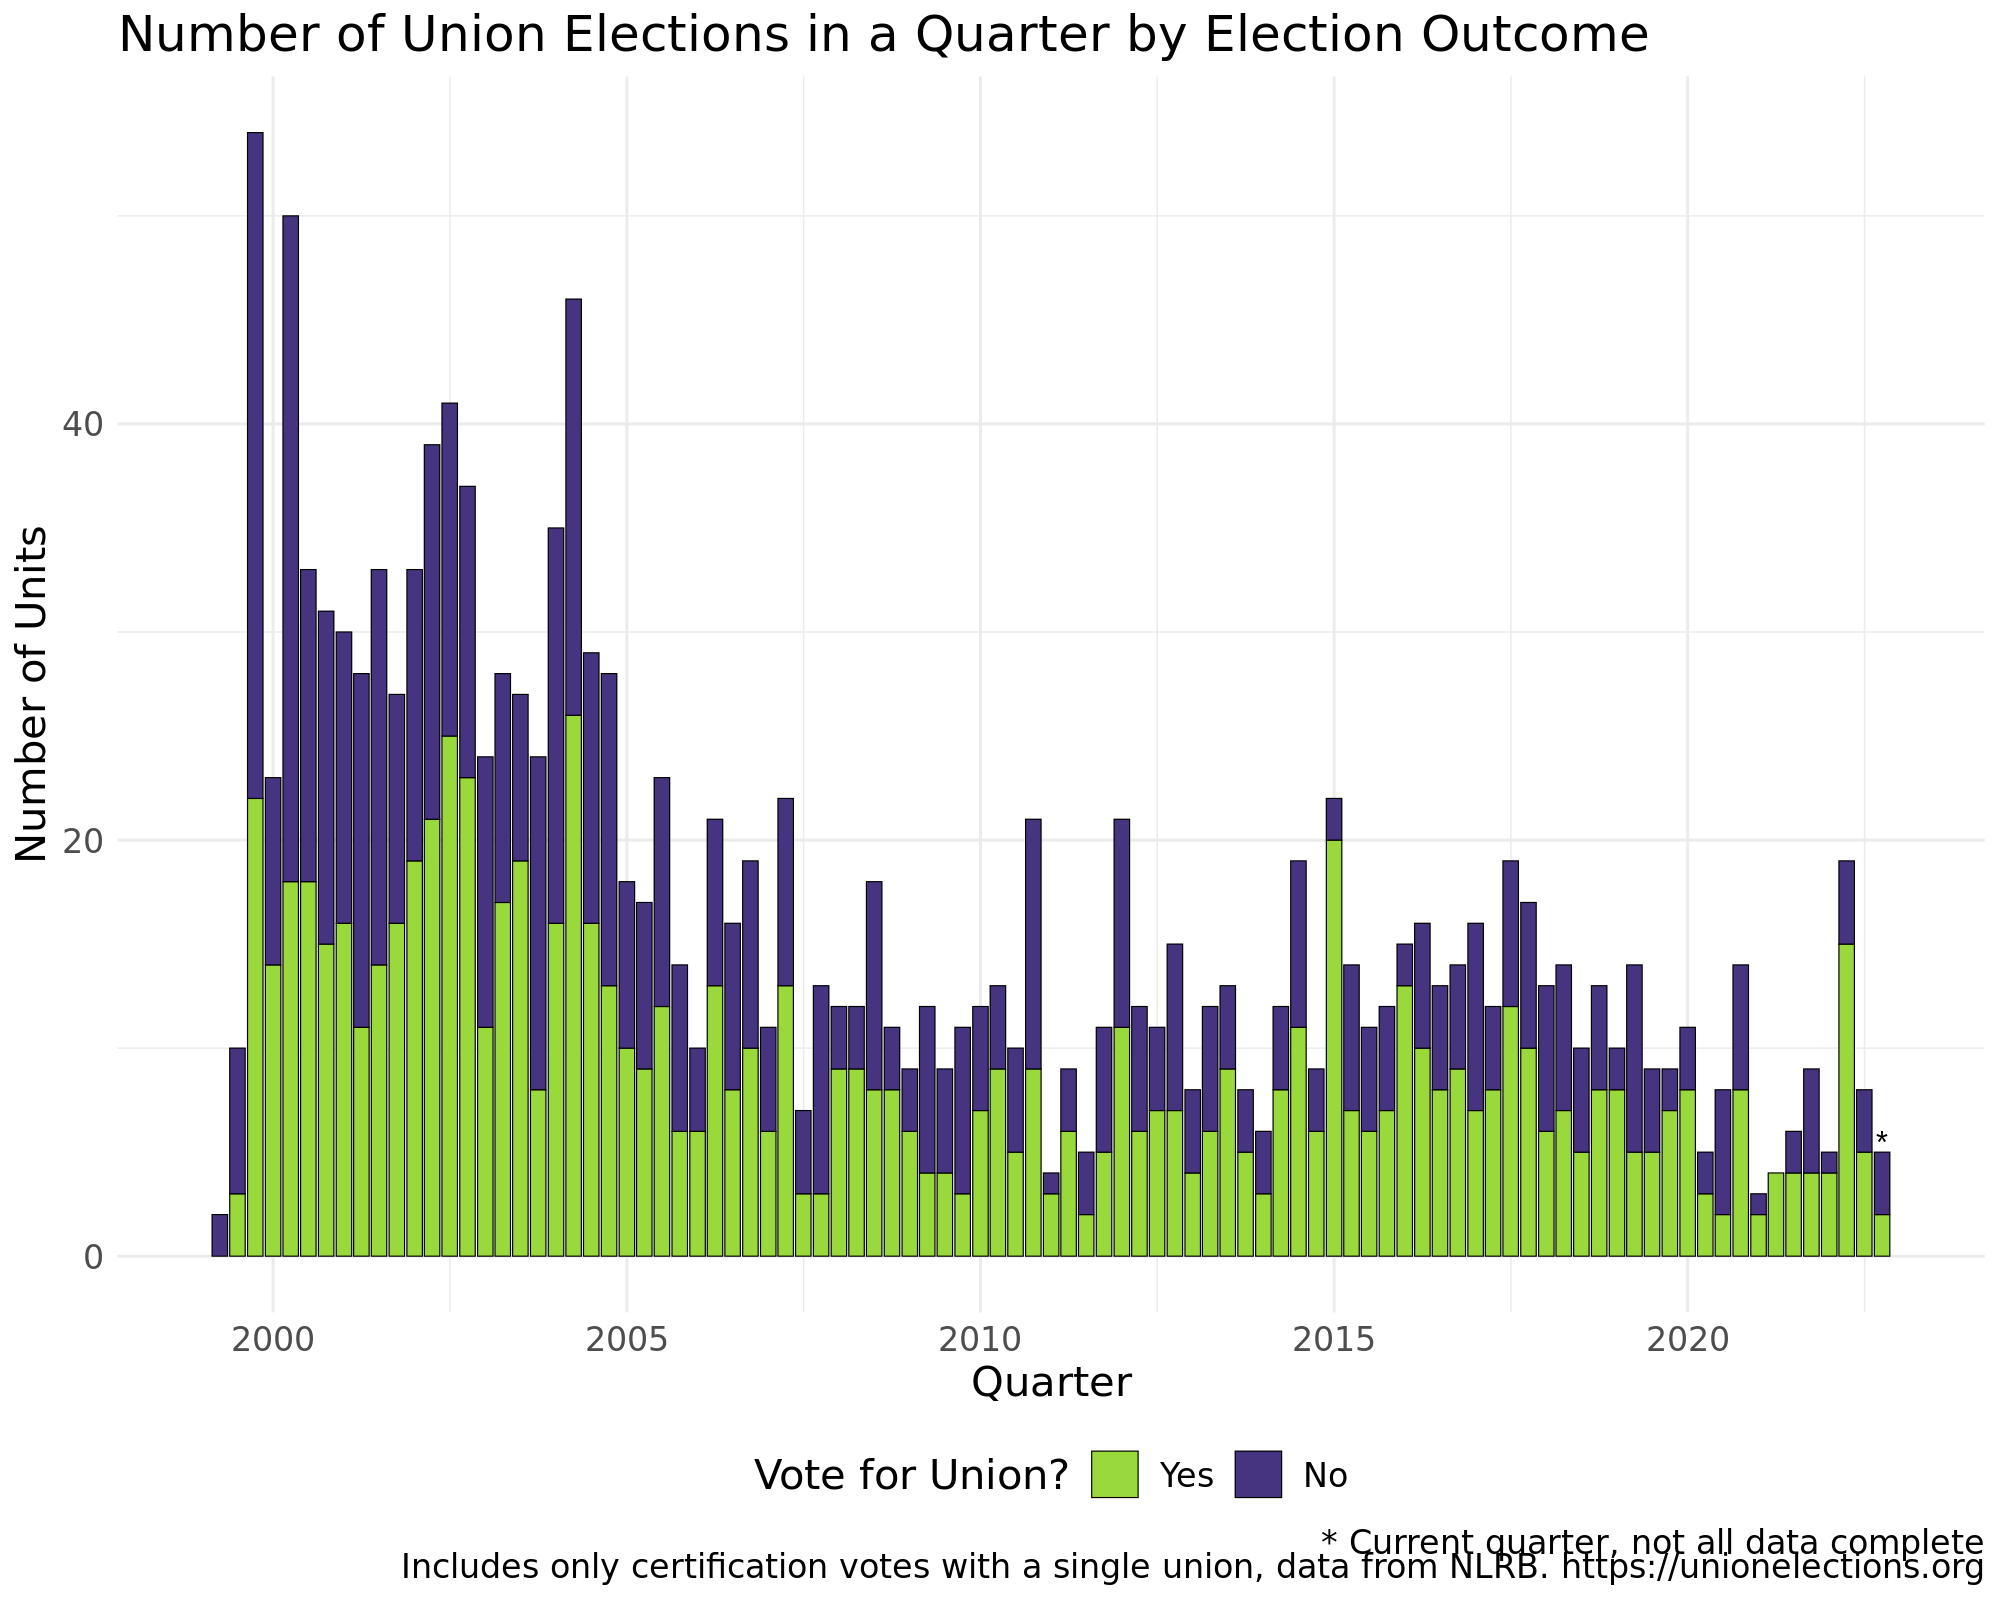 Number of Union Elections in a Quarter by Election Outcome
Number of Units
40
20
0
*
2000 2005 2010 2015 2020
Quarter
Vote for Union? Yes No
* Current quarter, not all data complete
Includes only certification votes with a single union, data from NLRB. https://unionelections.org